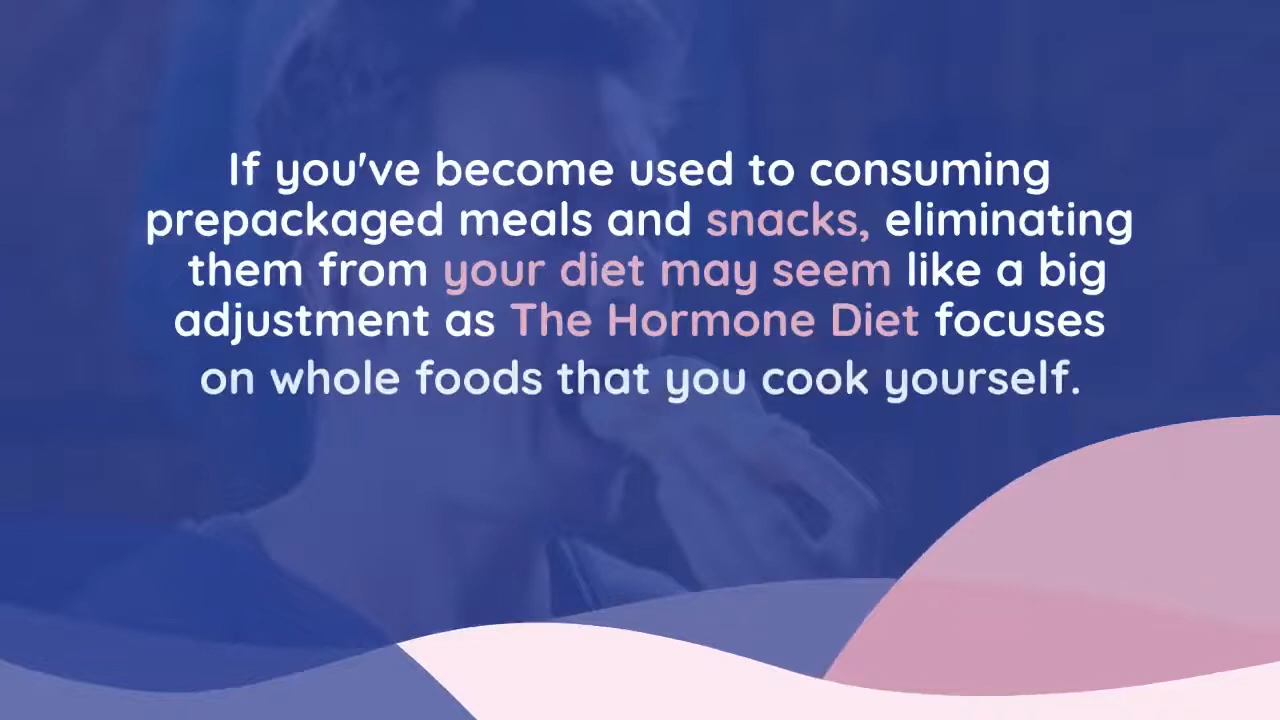 If you've become used to consuming
prepackaged meals and snacks, eliminating
them from your diet may seem like a big
adjustment as The Hormone Diet focuses
on whole foods that you cook yourself.